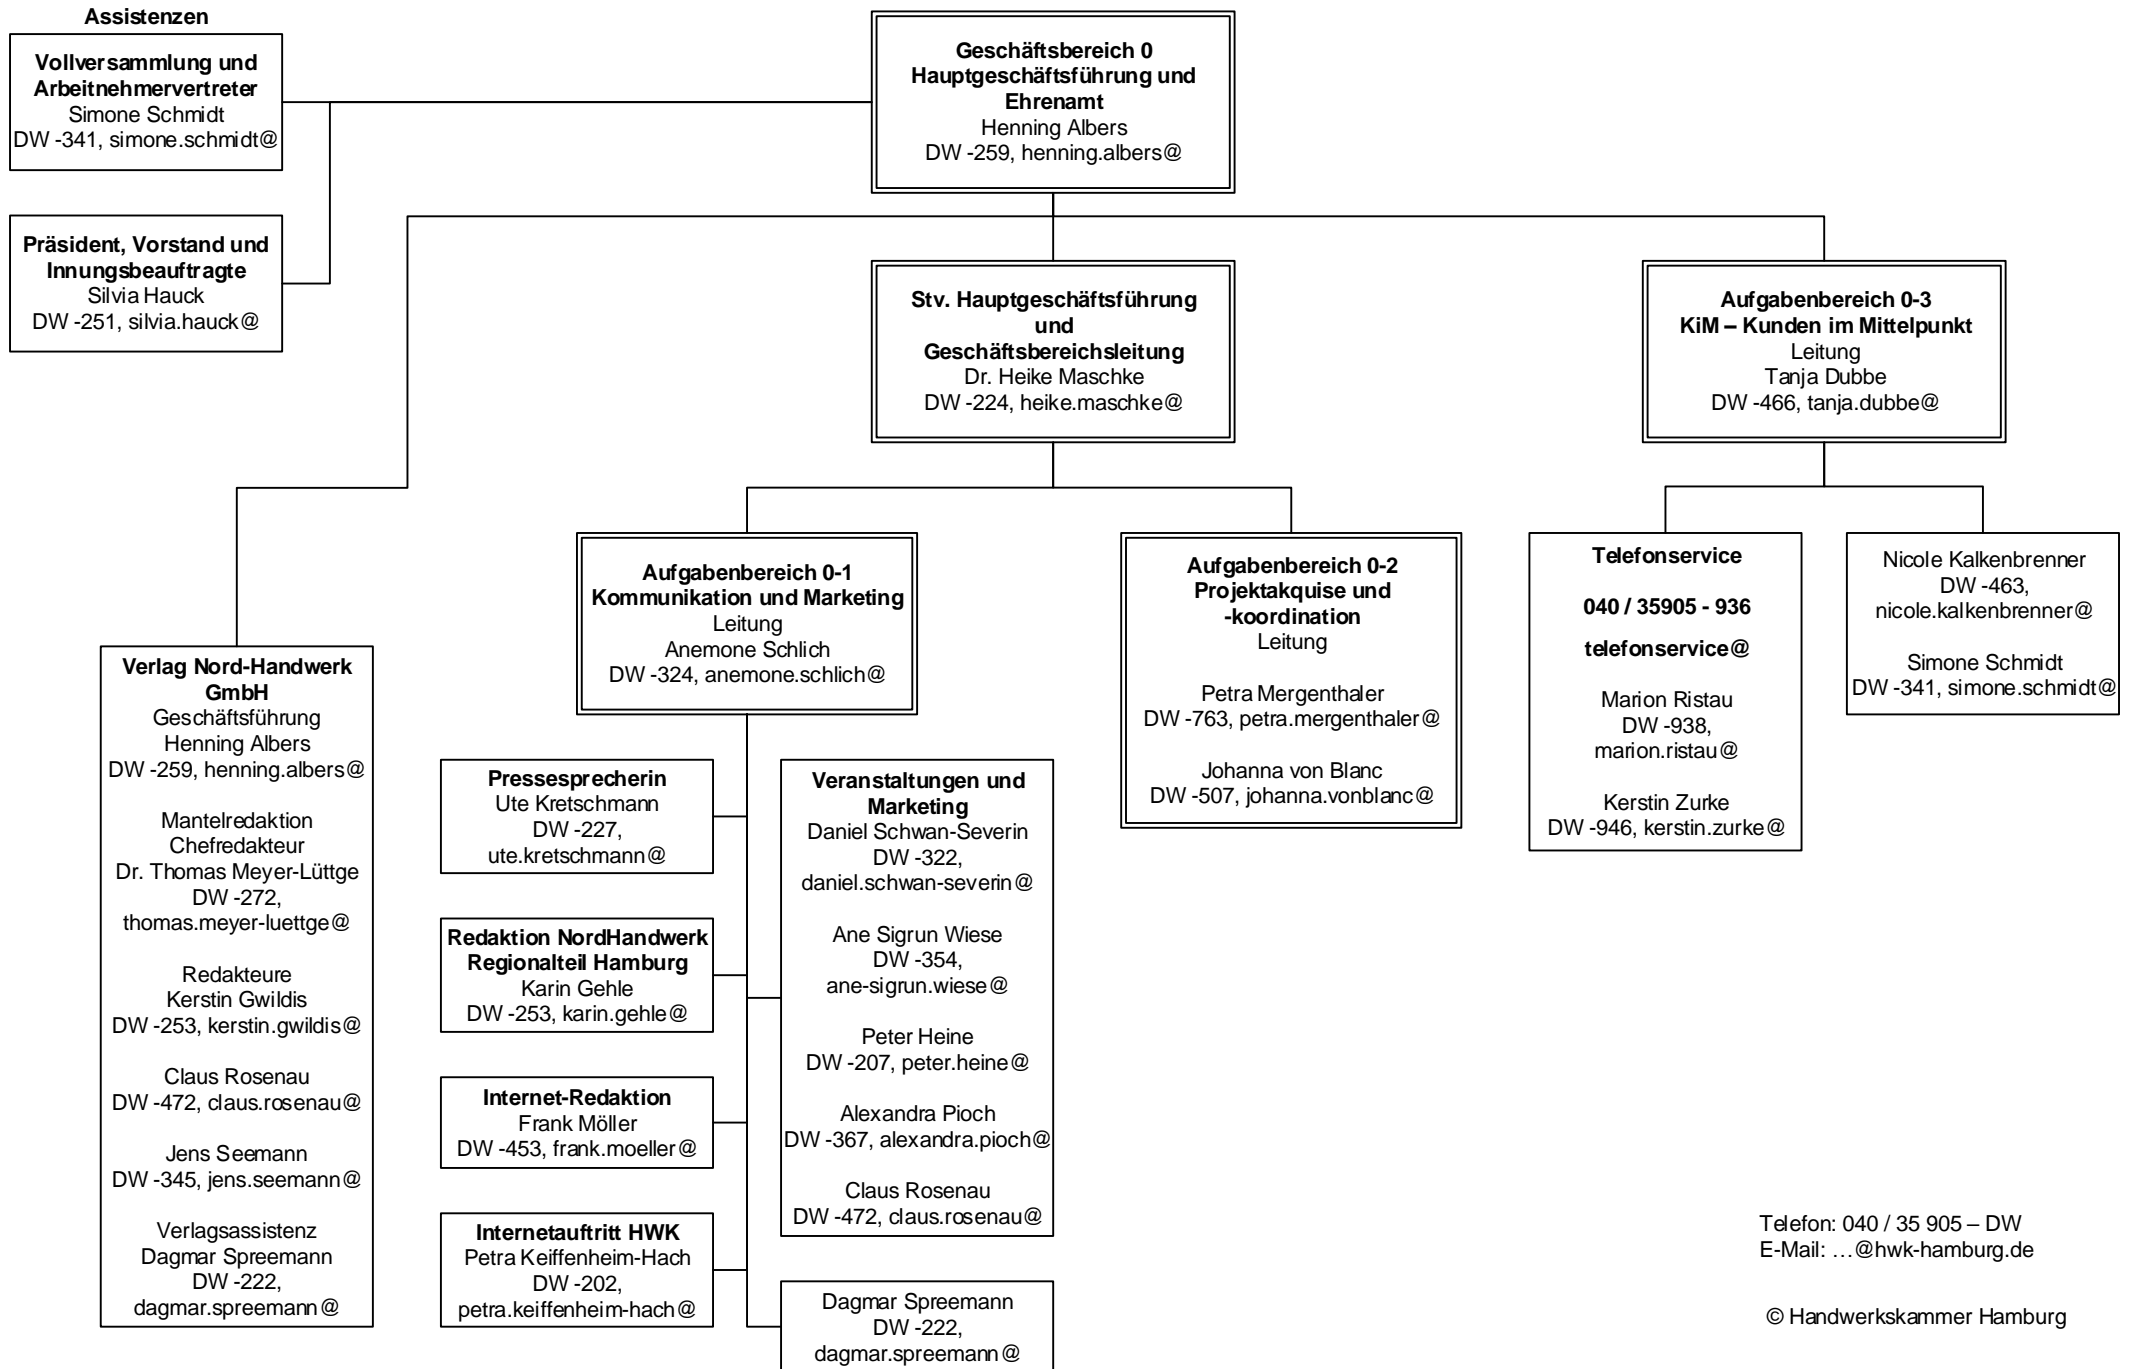 Assistenzen
Vollversammlung und
Arbeitnehmervertreter
Simone Schmidt
DW -341, simone.schmidt@
Präsident, Vorstand und
Innungsbeauftragte
Silvia Hauck
DW -251, silvia.hauck@
Geschäftsbereich 0
Hauptgeschäftsführung und
Ehrenamt
Henning Albers
DW -259, henning.albers@
Stv. Hauptgeschäftsführung
und
Geschäftsbereichsleitung
Dr. Heike Maschke
DW -224, heike.maschke@
Aufgabenbereich 0-3
KiM – Kunden im Mittelpunkt
Leitung
Tanja Dubbe
DW -466, tanja.dubbe@
Verlag Nord-Handwerk
GmbH
Geschäftsführung
Henning Albers
DW -259, henning.albers@
Mantelredaktion
Chefredakteur
Dr. Thomas Meyer-Lüttge
DW -272,
thomas.meyer-luettge@
Redakteure
Kerstin Gwildis
DW -253, kerstin.gwildis@
Claus Rosenau
DW -472, claus.rosenau@
Jens Seemann
DW -345, jens.seemann@
Verlagsassistenz
Dagmar Spreemann
DW -222,
dagmar.spreemann@
Aufgabenbereich 0-1
Kommunikation und Marketing
Leitung
Anemone Schlich
DW -324, anemone.schlich@
Pressesprecherin
Ute Kretschmann
DW -227,
ute.kretschmann@
Redaktion NordHandwerk
Regionalteil Hamburg
Karin Gehle
DW -253, karin.gehle@
Internet-Redaktion
Frank Möller
DW -453, frank.moeller@
Internetauftritt HWK
Petra Keiffenheim-Hach
DW -202,
petra.keiffenheim-hach@
Veranstaltungen und
Marketing
Daniel Schwan-Severin
DW -322,
daniel.schwan-severin@
Ane Sigrun Wiese
DW -354,
ane-sigrun.wiese@
Peter Heine
DW -207, peter.heine@
Alexandra Pioch
DW -367, alexandra.pioch@
Claus Rosenau
DW -472, claus.rosenau@
Dagmar Spreemann
DW -222,
dagmar.spreemann@
Aufgabenbereich 0-2
Projektakquise und
-koordination
Leitung
Petra Mergenthaler
DW -763, petra.mergenthaler@
Johanna von Blanc
DW -507, johanna.vonblanc@
Telefonservice
040 / 35905 - 936
telefonservice@
Marion Ristau
DW -938,
marion.ristau@
Kerstin Zurke
DW -946, kerstin.zurke@
Nicole Kalkenbrenner
DW -463,
nicole.kalkenbrenner@
Simone Schmidt
DW -341, simone.schmidt@
Telefon: 040 / 35 905 – DW
E-Mail: …@hwk-hamburg.de
© Handwerkskammer Hamburg